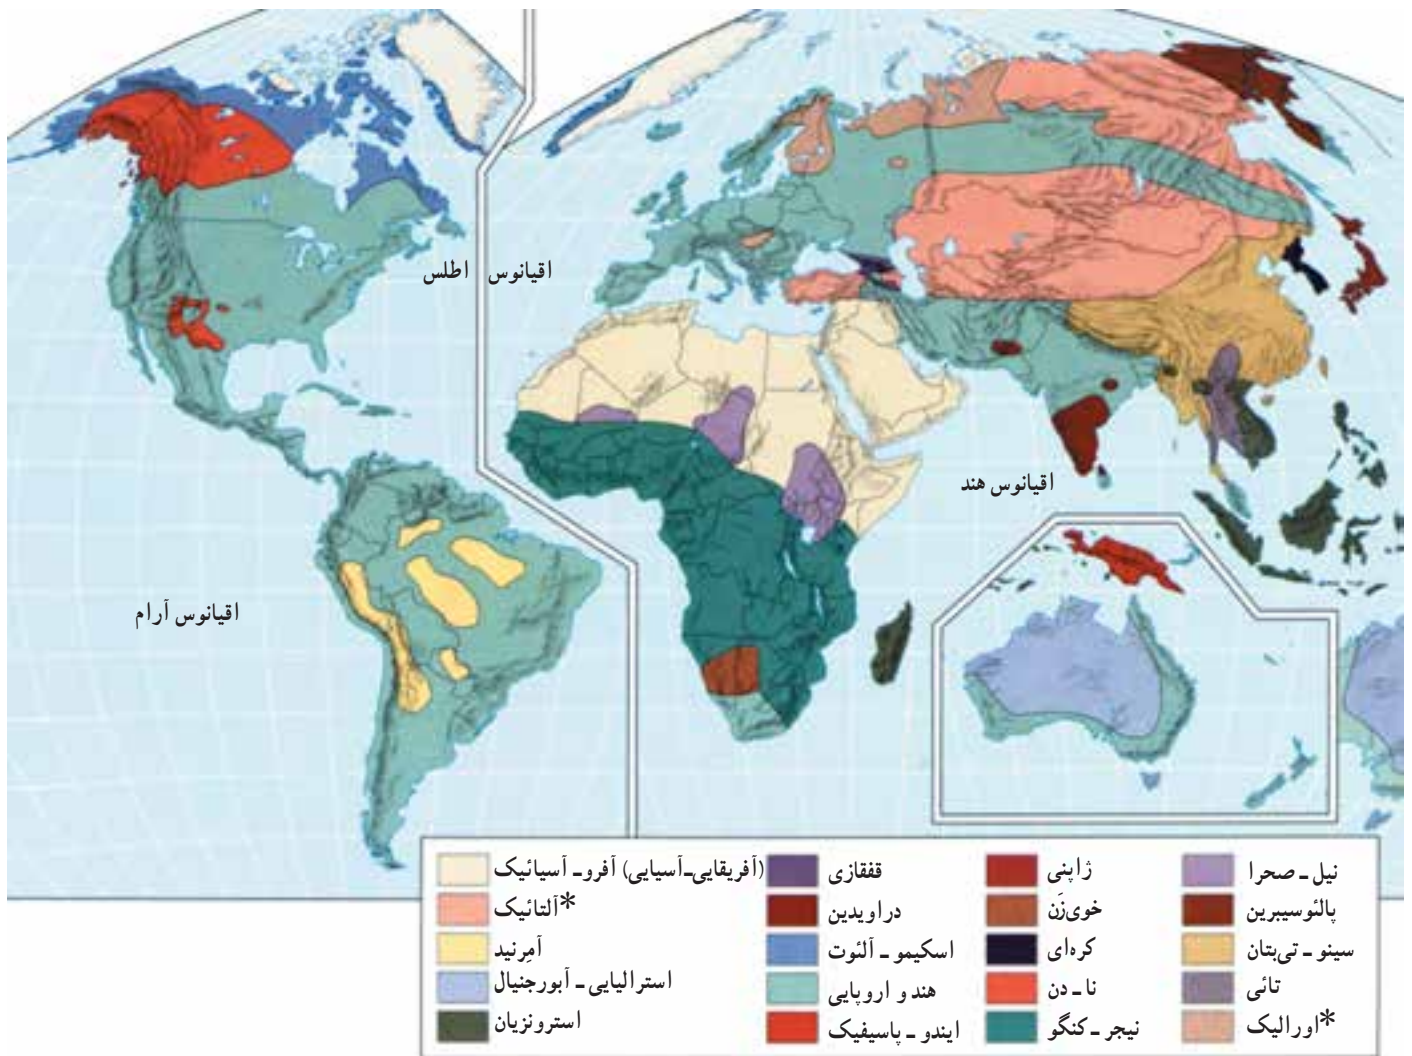 اقیانوس اطلس
اقیانوس هند
اقیانوس آرام
(آفریقایی-آسیایی) آفرو-آسیائیک
*آلتائیک
آمِرنید
استرالیایی - آبورجنیال
استرونزیان
قفقازی
دراویدین
اسکیمو - آلئوت
هند و اروپایی
ایندو - پاسیفیک
ژاپنی
خوی‌زَن
کره‌ای
نا - دن
نیجر - کنگو
نیل - صحرا
پالئوسیبرین
سینو - تی‌بتان
تائی
*اورالیک